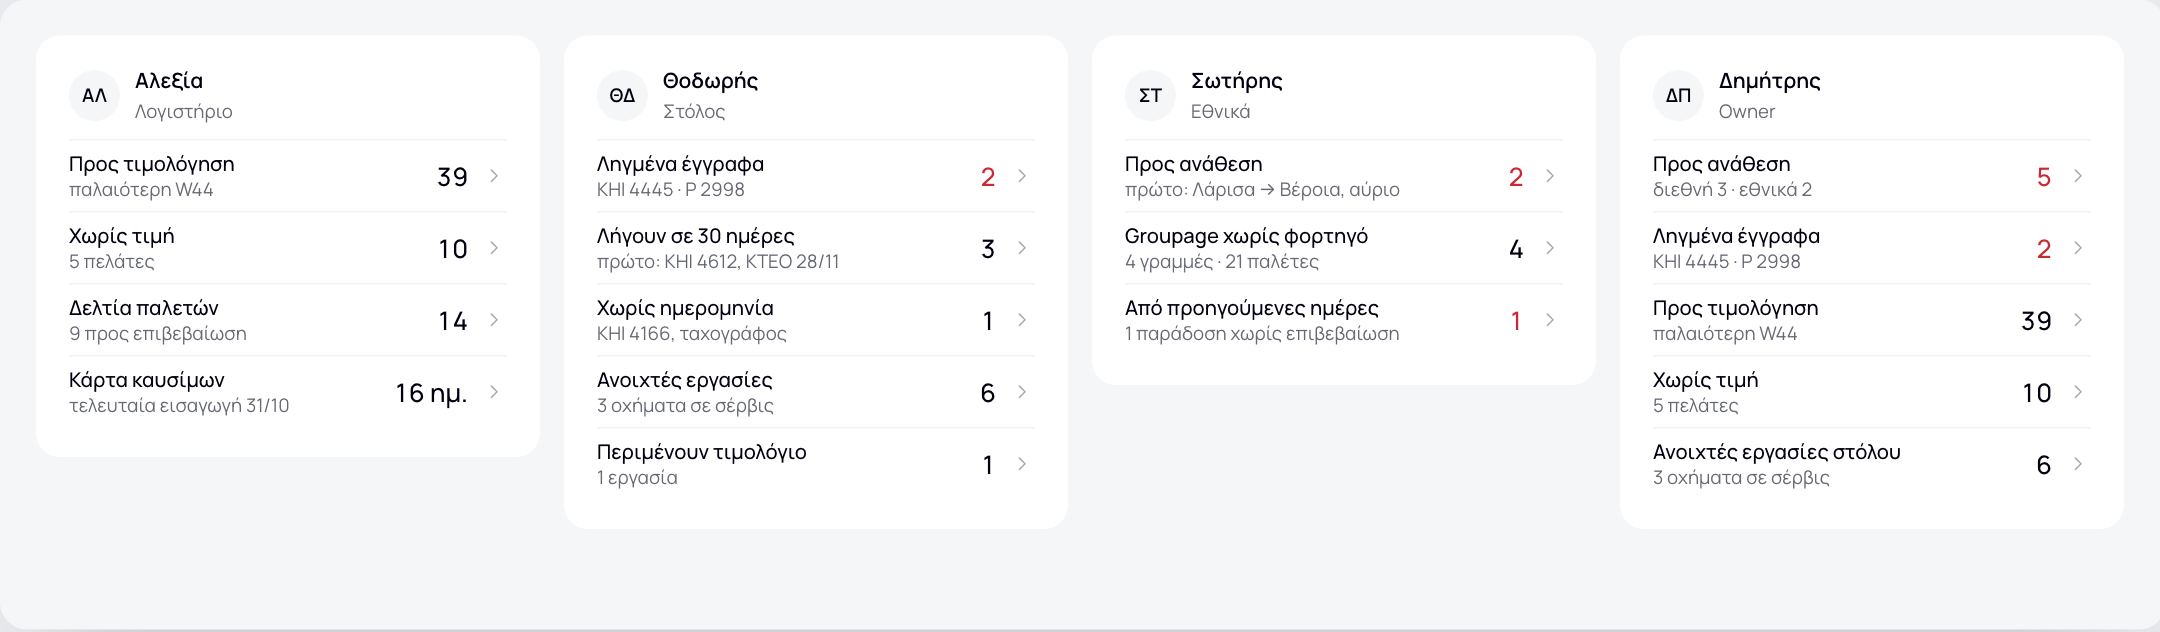 ΑΛ
Αλεξία
Λογιστήριο
Προς τιμολόγηση
παλαιότερη W44
39
Χωρίς τιμή
5 πελάτες
10
Δελτία παλετών
9 προς επιβεβαίωση
14
Κάρτα καυσίμων
τελευταία εισαγωγή 31/10
16 ημ.
ΘΔ
Θοδωρής
Στόλος
Ληγμένα έγγραφα
ΚΗΙ 4445 · Ρ 2998
2
Λήγουν σε 30 ημέρες
πρώτο: ΚΗΙ 4612, ΚΤΕΟ 28/11
3
Χωρίς ημερομηνία
ΚΗΙ 4166, ταχογράφος
1
Ανοιχτές εργασίες
3 οχήματα σε σέρβις
6
Περιμένουν τιμολόγιο
1 εργασία
1
ΣΤ
Σωτήρης
Εθνικά
Προς ανάθεση
πρώτο: Λάρισα → Βέροια, αύριο
2
Groupage χωρίς φορτηγό
4 γραμμές · 21 παλέτες
4
Από προηγούμενες ημέρες
1 παράδοση χωρίς επιβεβαίωση
1
ΔΠ
Δημήτρης
Owner
Προς ανάθεση
διεθνή 3 · εθνικά 2
5
Ληγμένα έγγραφα
ΚΗΙ 4445 · Ρ 2998
2
Προς τιμολόγηση
παλαιότερη W44
39
Χωρίς τιμή
5 πελάτες
10
Ανοιχτές εργασίες στόλου
3 οχήματα σε σέρβις
6